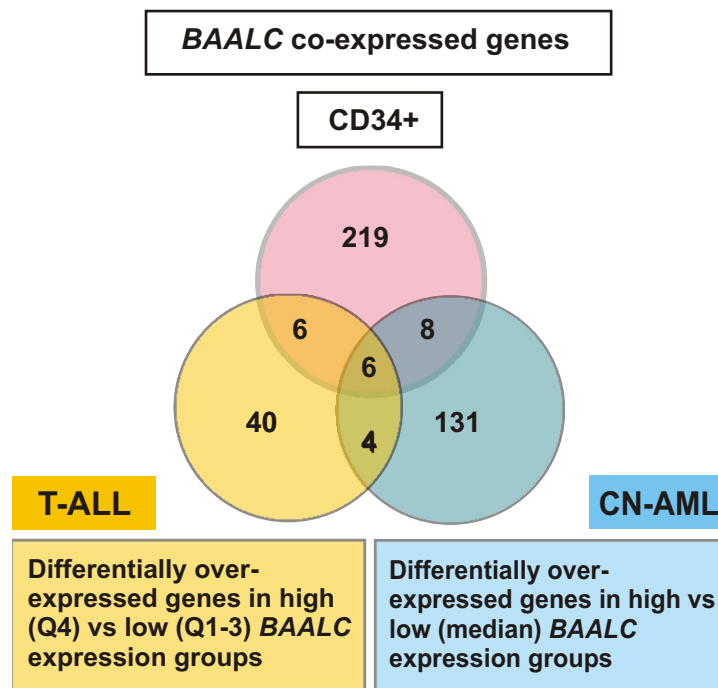 BAALC co-expressed genes
CD34+
219
6
8
6
40
4
131
T-ALL
CN-AML
Differentially over-
expressed genes in high
(Q4) vs low (Q1-3) BAALC
expression groups
Differentially over-
expressed genes in high vs
low (median) BAALC
expression groups